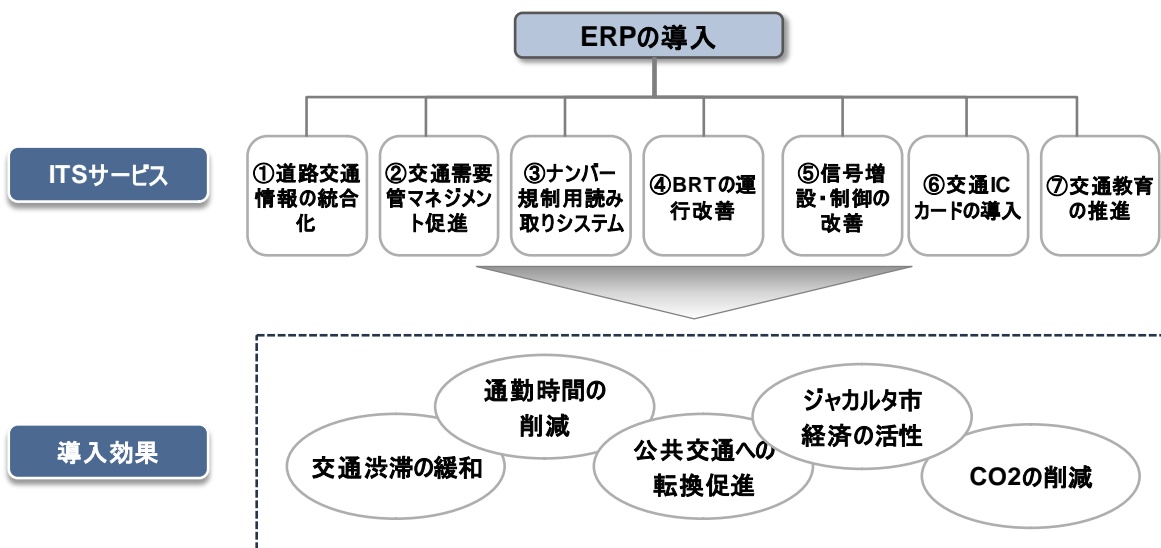 ERPの導入
ITSサービス
①道路交通
情報の統合
化
②交通需要
管マネジメン
ト促進
③ナンバー
規制用読み
取りシステム
④BRTの運
行改善
⑤信号増
設・制御の
改善
⑥交通IC
カードの導入
⑦交通教育
の推進
導入効果
交通渋滞の緩和
通勤時間の
削減
公共交通への
転換促進
ジャカルタ市
経済の活性
CO2の削減